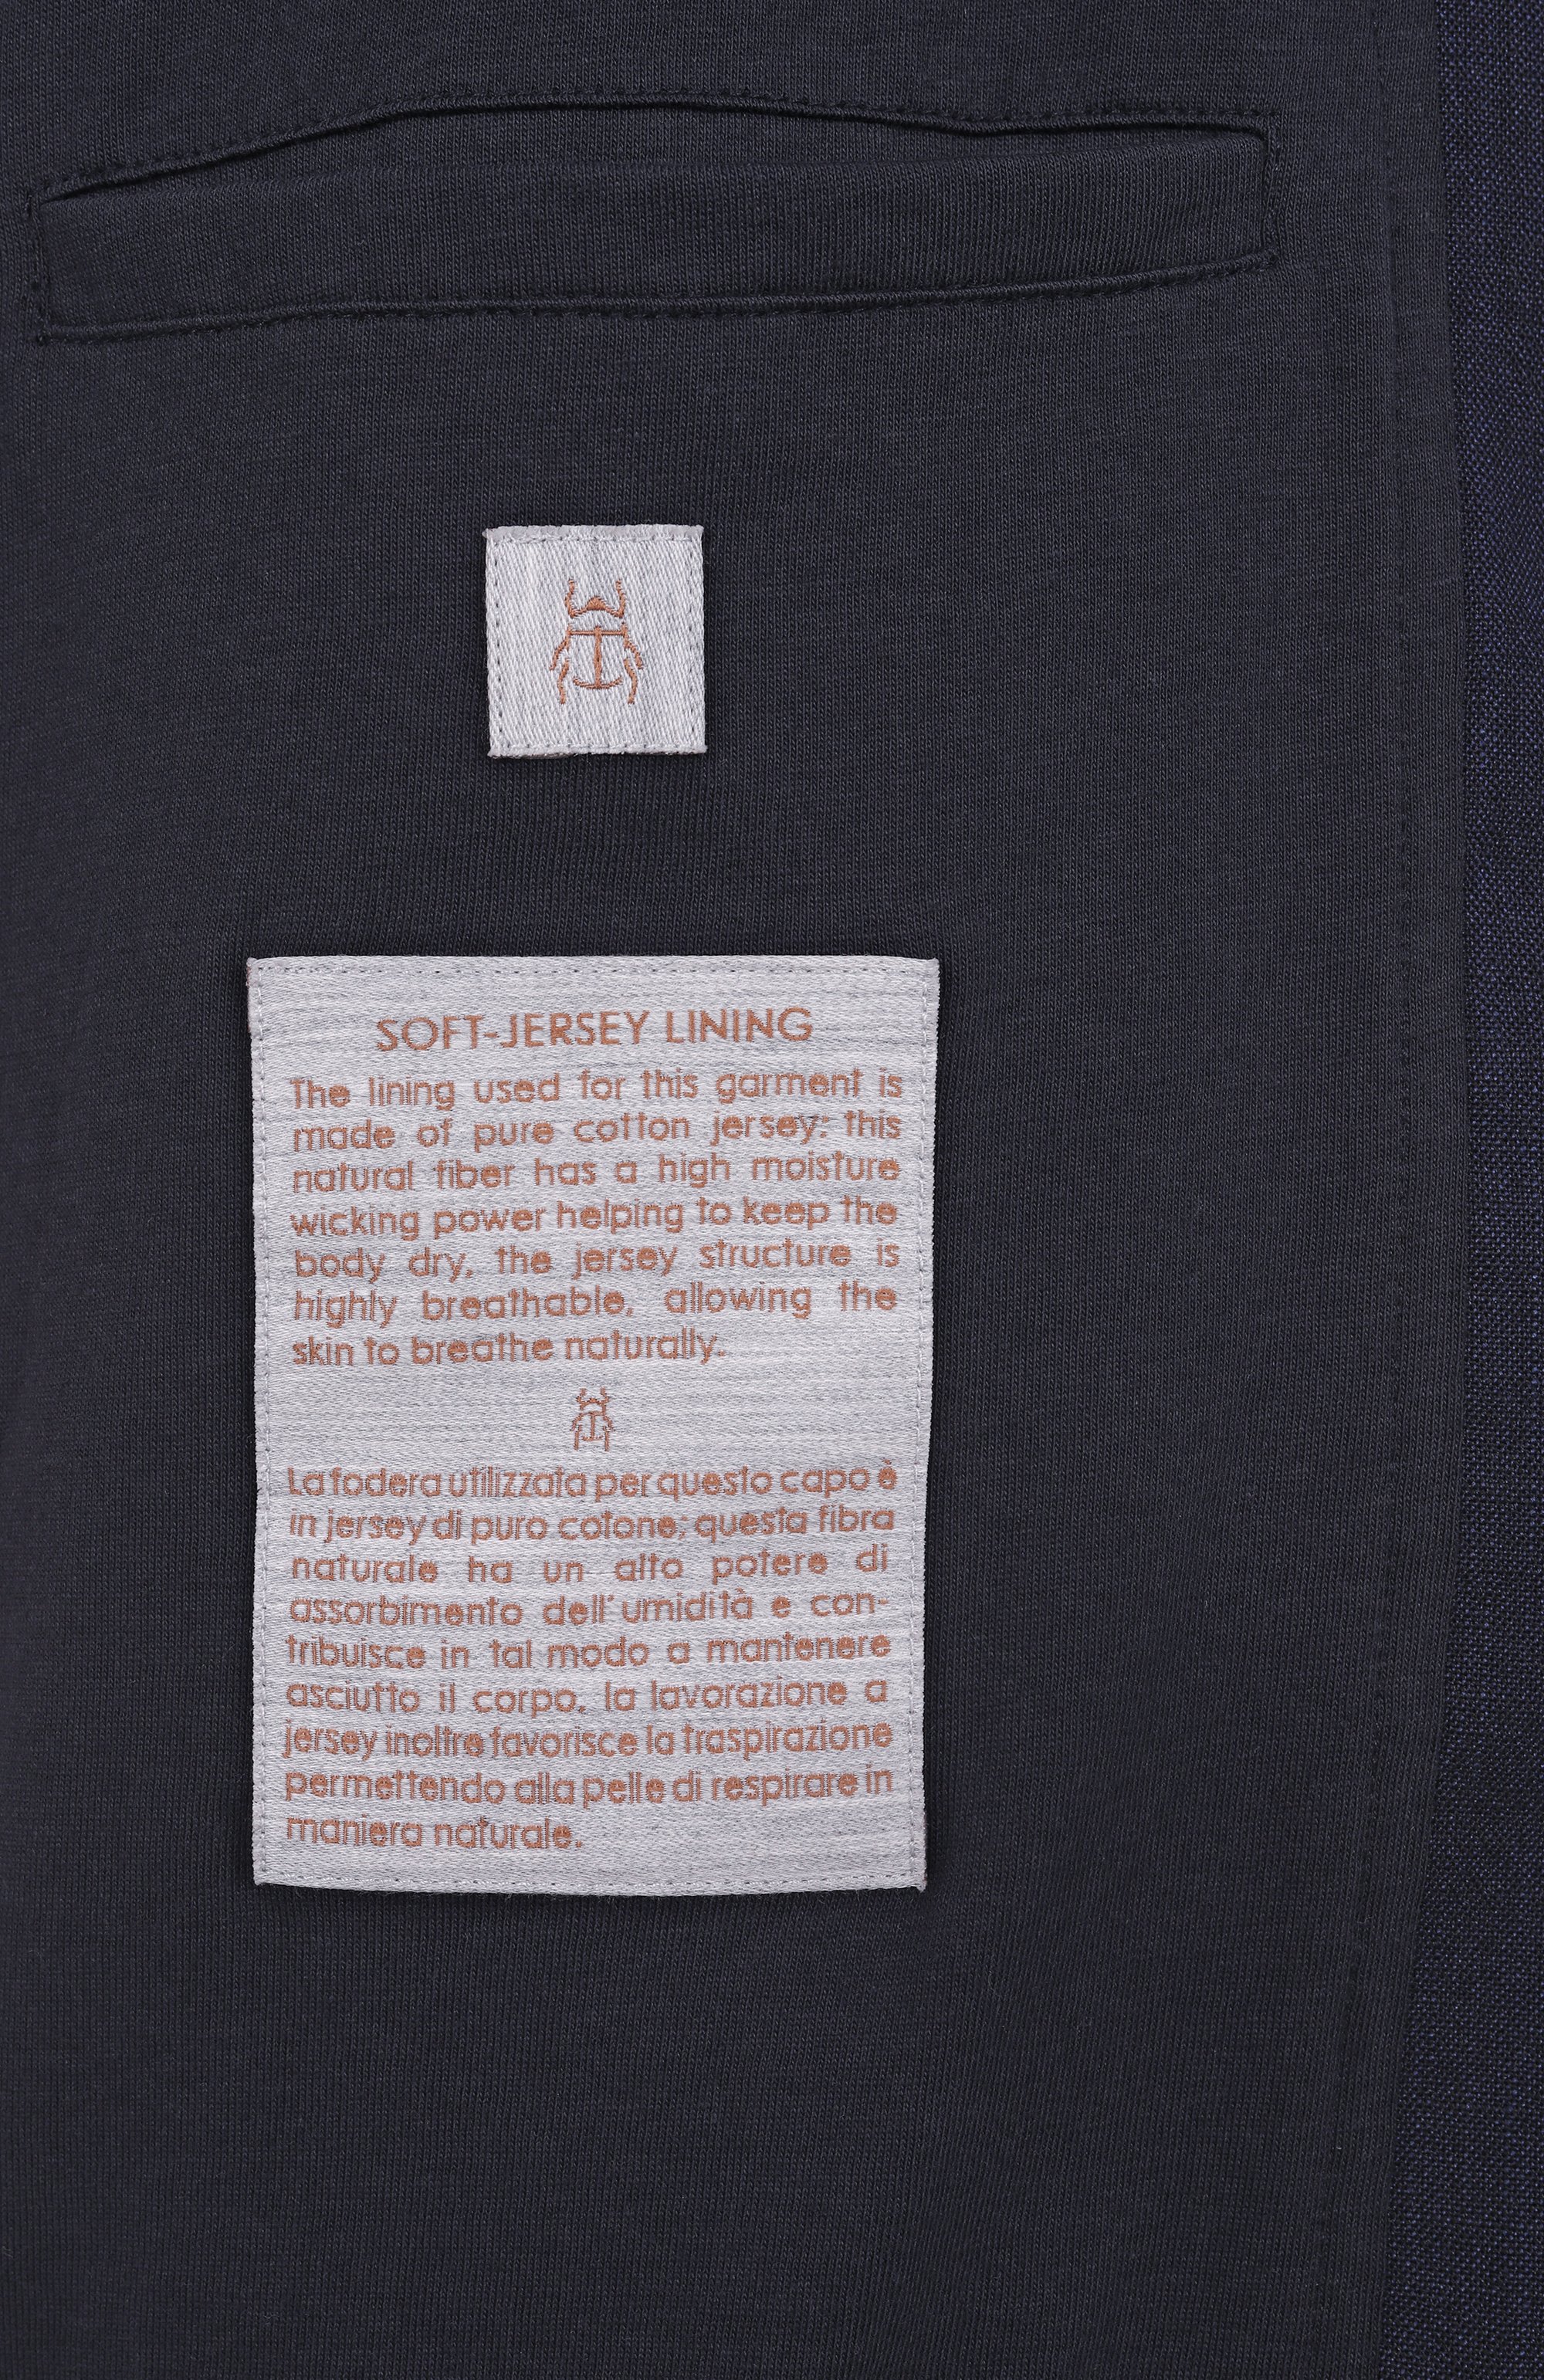 SOFT-JERSEY LINING
The lining used for this garment is
made of pure cotton jersey: this
natural fiber has a high moisture
wicking power helping to keep the
body dry, the jersey structure is
highly breathable, allowing the
skin to breathe naturally.
La fodera utilizzata per questo capo è
in jersey di puro cotone; questa fibra
naturale ha un alto potere di
assorbimento dell'umidità e con-
tribuisce in tal modo a mantenere
asciutto il corpo, la lavorazione a
jersey inoltre favorisce la traspirazione
permettendo alla pelle di respirare in
maniera naturale.